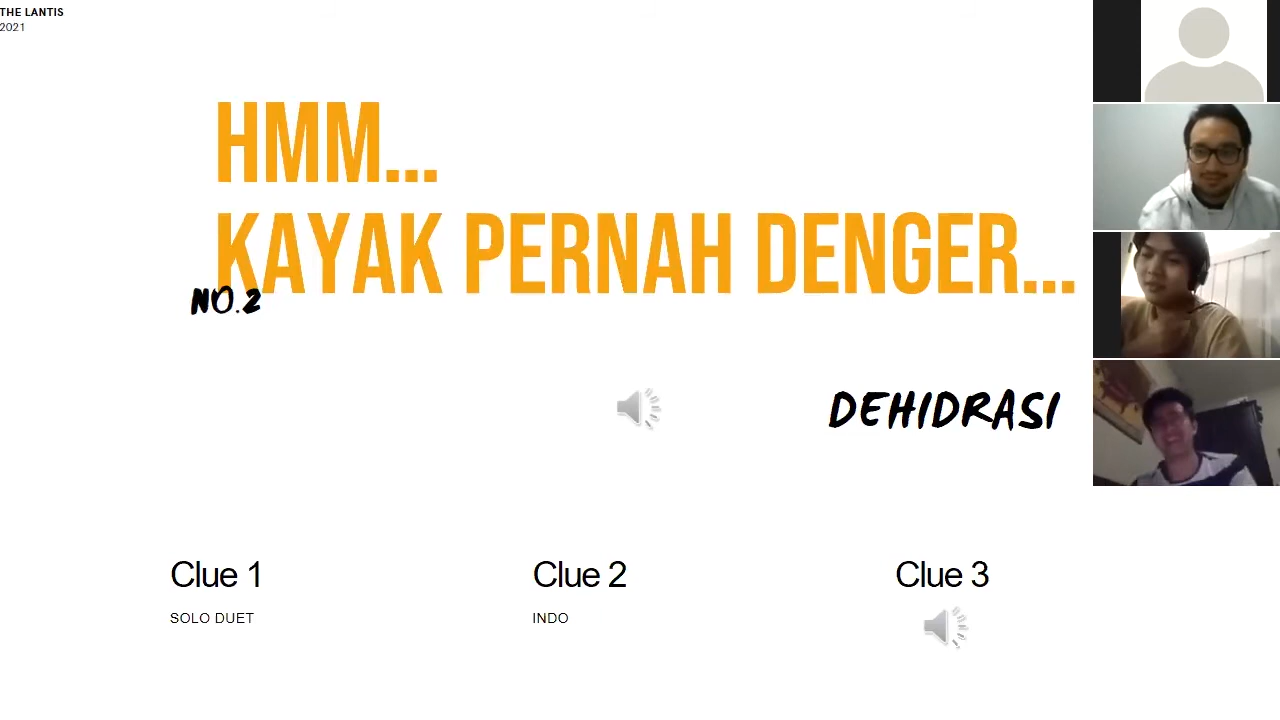 THE LANTIS
2021
HMM...
KAYAK PERNAH DENGER...
NO.2
DEHIDRASI
Clue 1
Clue 2
Clue 3
SOLO DUET
INDO